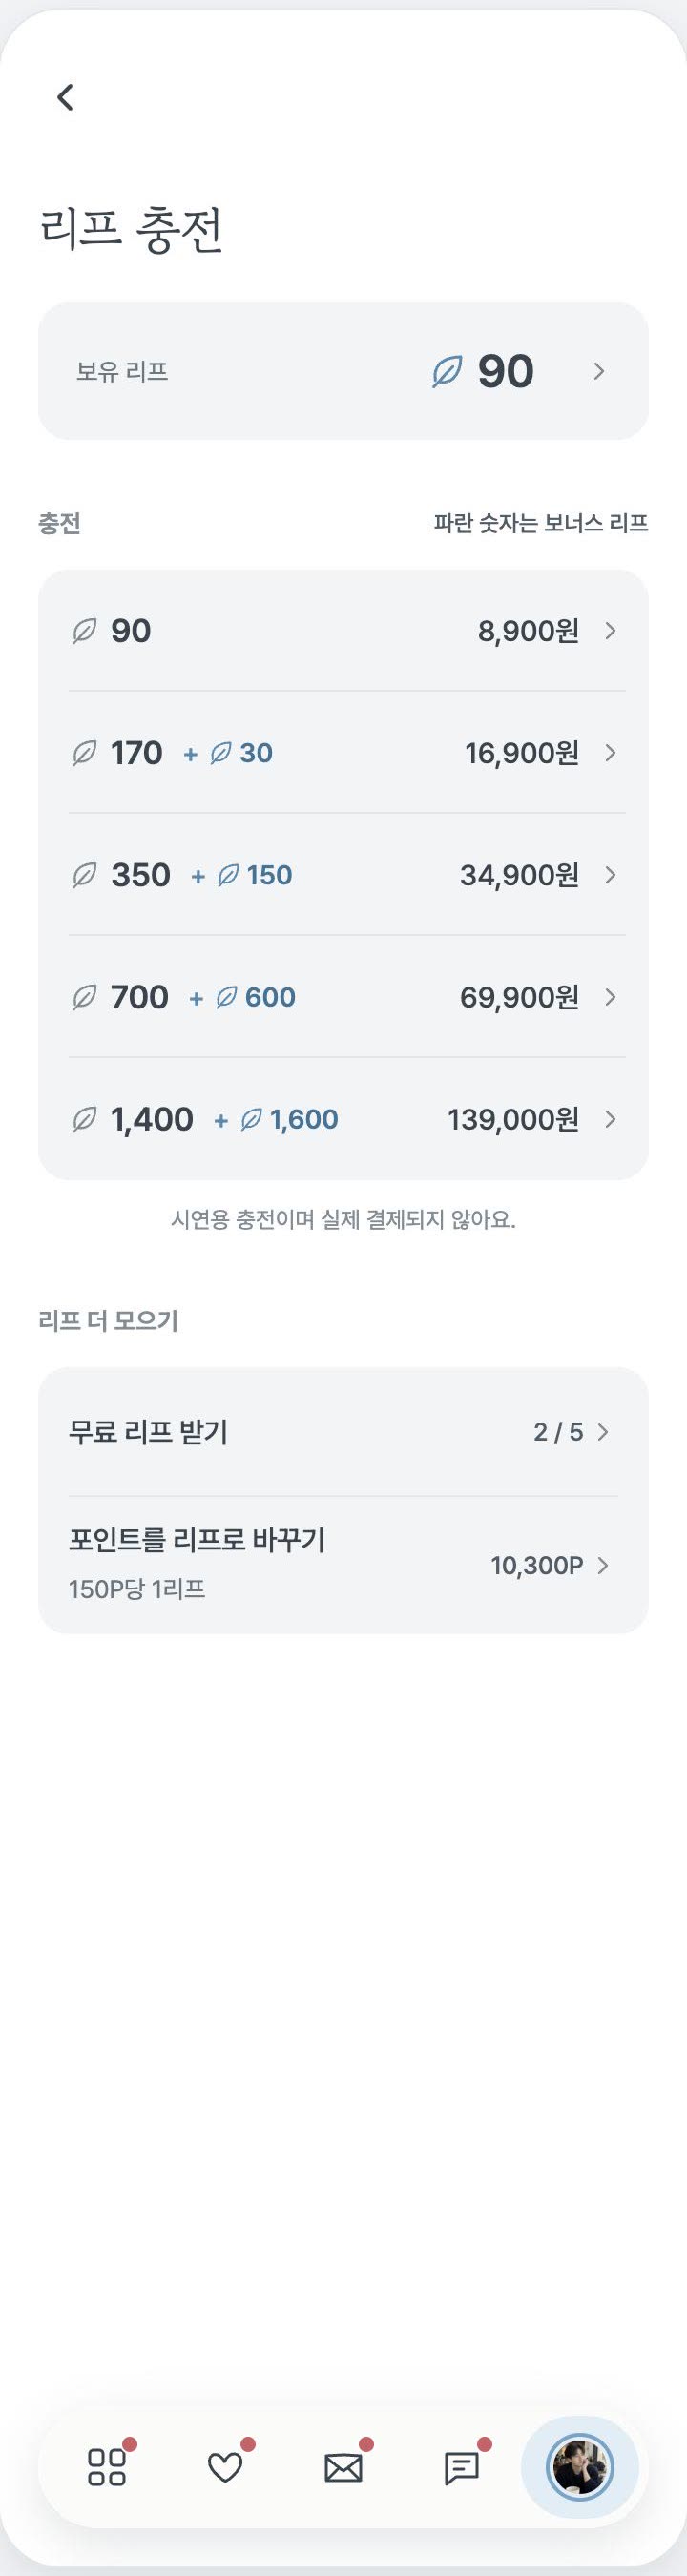 리프 충전
보유 리프 90
충전 파란 숫자는 보너스 리프
90 8,900원
170 + 30 16,900원
350 + 150 34,900원
700 + 600 69,900원
1,400 + 1,600 139,000원
시연용 충전이며 실제 결제되지 않아요.
리프 더 모으기
무료 리프 받기 2 / 5
포인트를 리프로 바꾸기 10,300P
150P당 1리프